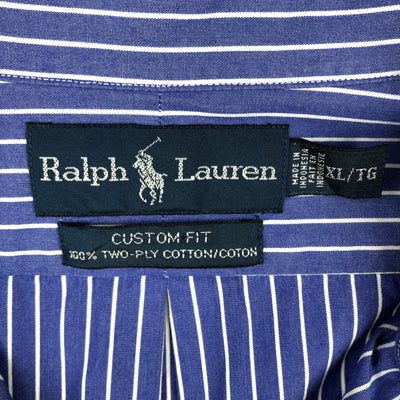 Ralph Lauren
MADE IN
INDONESIA
FAIT EN
INDONESIE
XL/TG
CUSTOM FIT
100% TWO-PLY COTTON/COTON